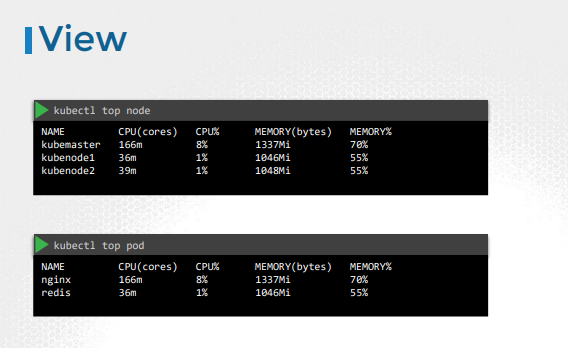 View
kubectl top node
NAME CPU(cores) CPU% MEMORY(bytes) MEMORY%
kubemaster 166m 8% 1337Mi 70%
kubenode1 36m 1% 1046Mi 55%
kubenode2 39m 1% 1048Mi 55%
kubectl top pod
NAME CPU(cores) CPU% MEMORY(bytes) MEMORY%
nginx 166m 8% 1337Mi 70%
redis 36m 1% 1046Mi 55%